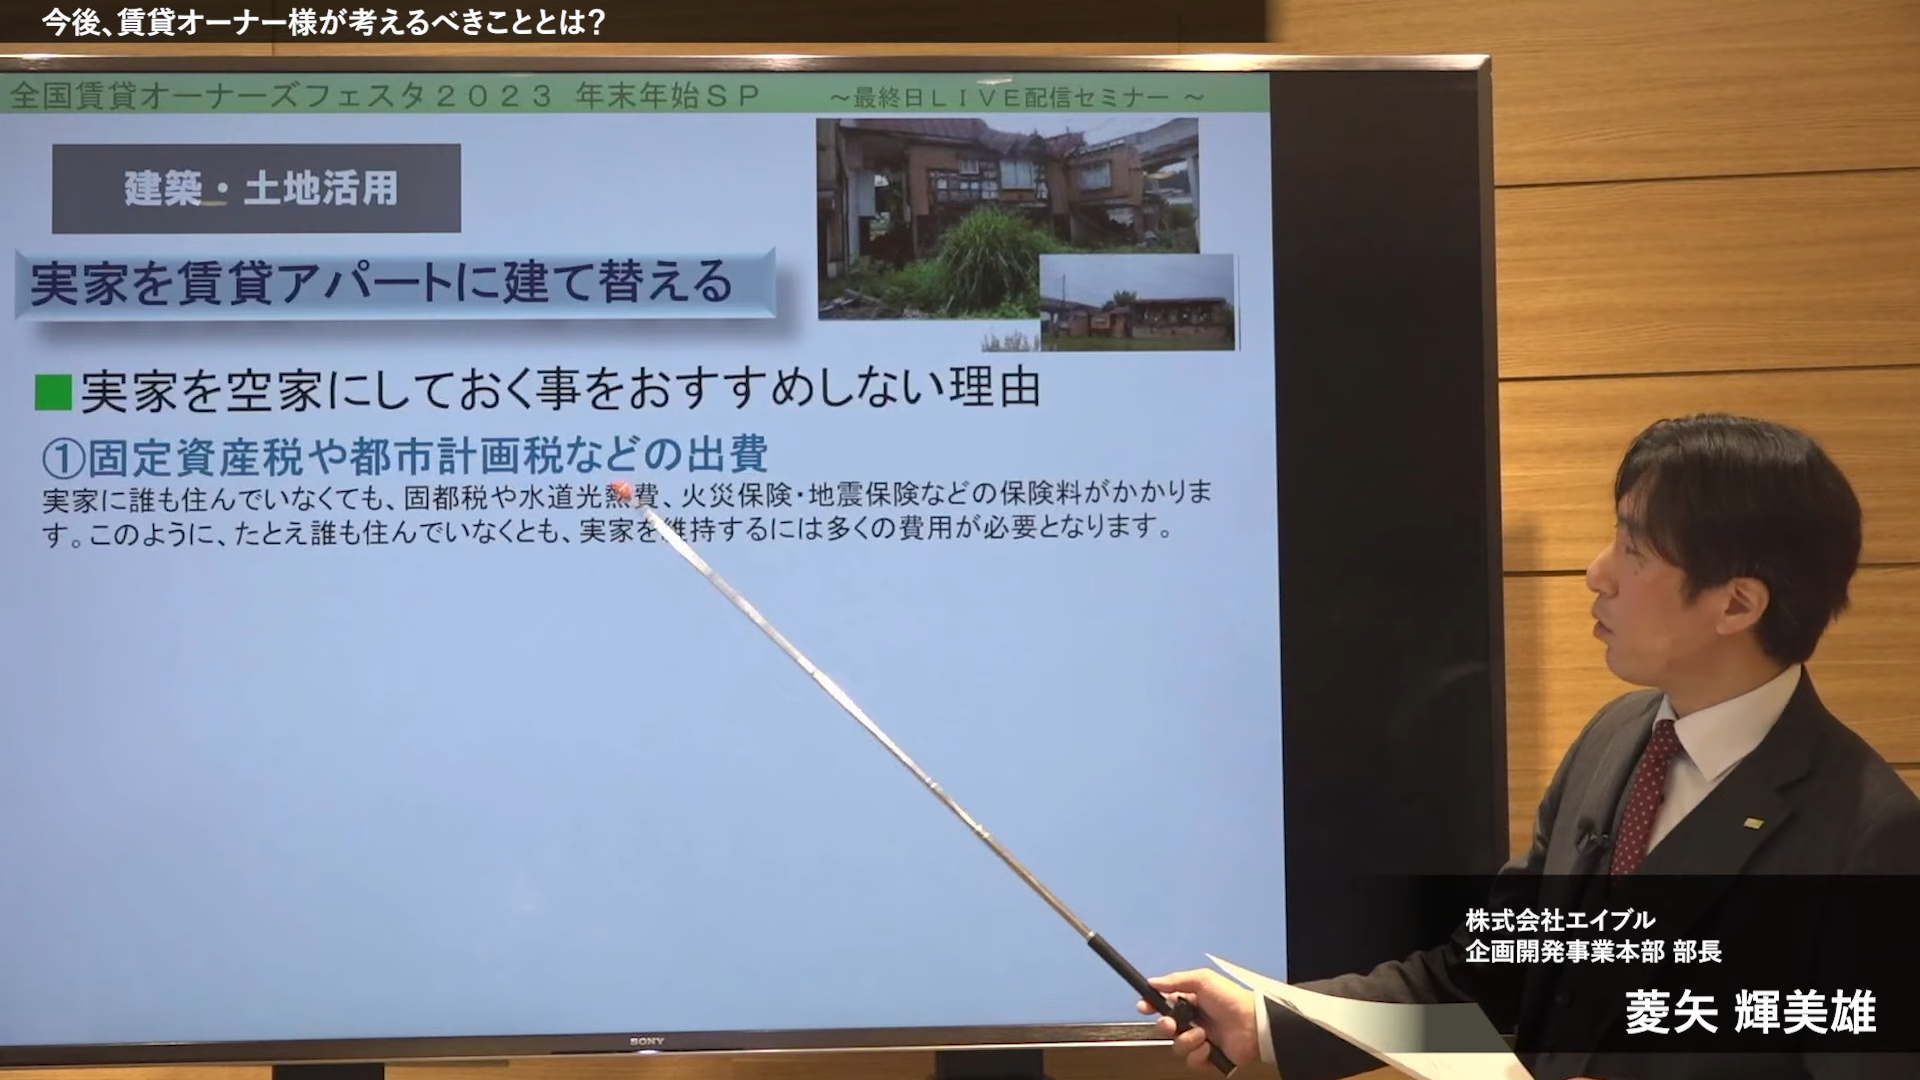 今後、賃貸オーナー様が考えるべきこととは？
全国賃貸オーナーズフェスタ２０２３ 年末年始ＳＰ ～最終日ＬＩＶＥ配信セミナー ～
建築・土地活用
実家を賃貸アパートに建て替える
■実家を空家にしておく事をおすすめしない理由
①固定資産税や都市計画税などの出費
実家に誰も住んでいなくても、固都税や水道光熱費、火災保険・地震保険などの保険料がかかりま
す。このように、たとえ誰も住んでいなくとも、実家を維持するには多くの費用が必要となります。
SONY
株式会社エイブル
企画開発事業本部 部長
菱矢 輝美雄